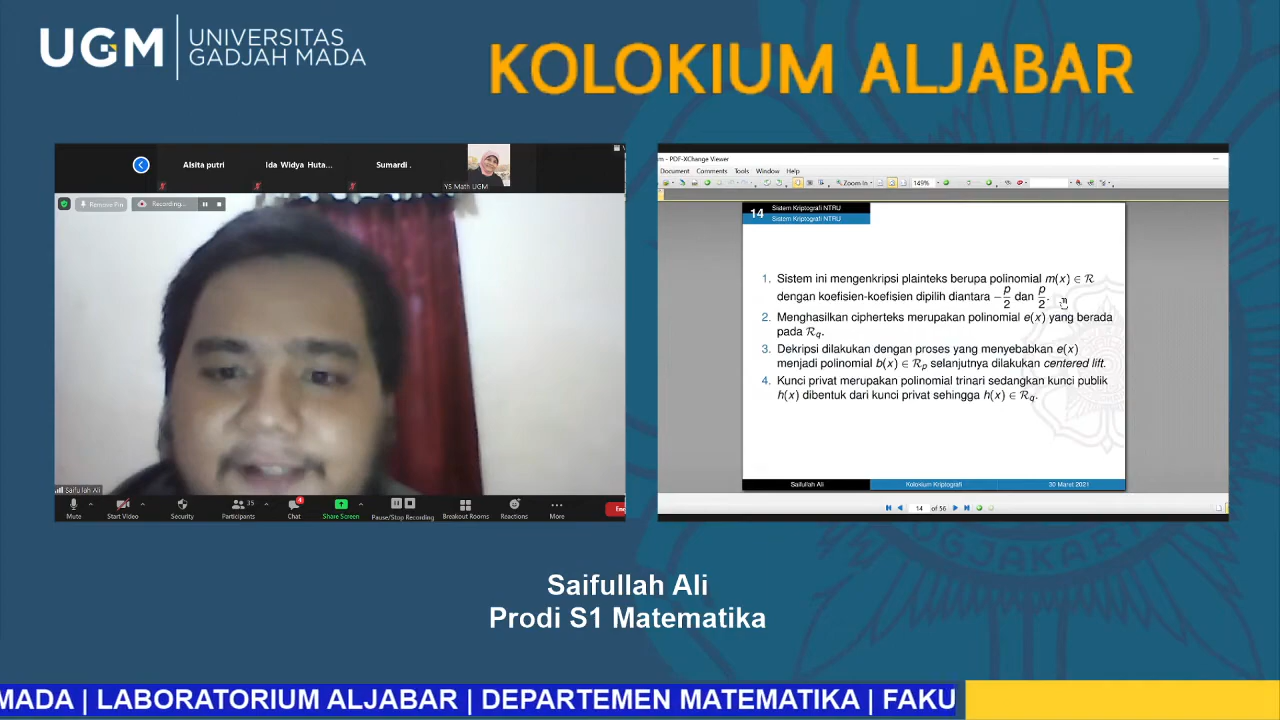 UGM
UNIVERSITAS
GADJAH MADA
KOLOKIUM ALJABAR
Alsita putri
Ida Widya Huta...
Sumardi .
YS Math UGM
Remove Pin
Recording...
Saifullah Ali
Mute
Start Video
Security
Participants
35
Chat
Share Screen
Pause/Stop Recording
Breakout Rooms
Reactions
More
m - PDF-XChange Viewer
Document Comments Tools Window Help
Zoom In
149%
14
Sistem Kriptografi NTRU
Sistem Kriptografi NTRU
1. Sistem ini mengenkripsi plainteks berupa polinomial m(x) ∈ R
dengan koefisien-koefisien dipilih diantara −p/2 dan p/2.
2. Menghasilkan cipherteks merupakan polinomial e(x) yang berada
pada R_q.
3. Dekripsi dilakukan dengan proses yang menyebabkan e(x)
menjadi polinomial b(x) ∈ R_p selanjutnya dilakukan centered lift.
4. Kunci privat merupakan polinomial trinari sedangkan kunci publik
h(x) dibentuk dari kunci privat sehingga h(x) ∈ R_q.
Saifullah Ali
Kolokium Kriptografi
30 Maret 2021
14 of 56
GJAKAR
Saifullah Ali
Prodi S1 Matematika
MADA | LABORATORIUM ALJABAR | DEPARTEMEN MATEMATIKA | FAKU